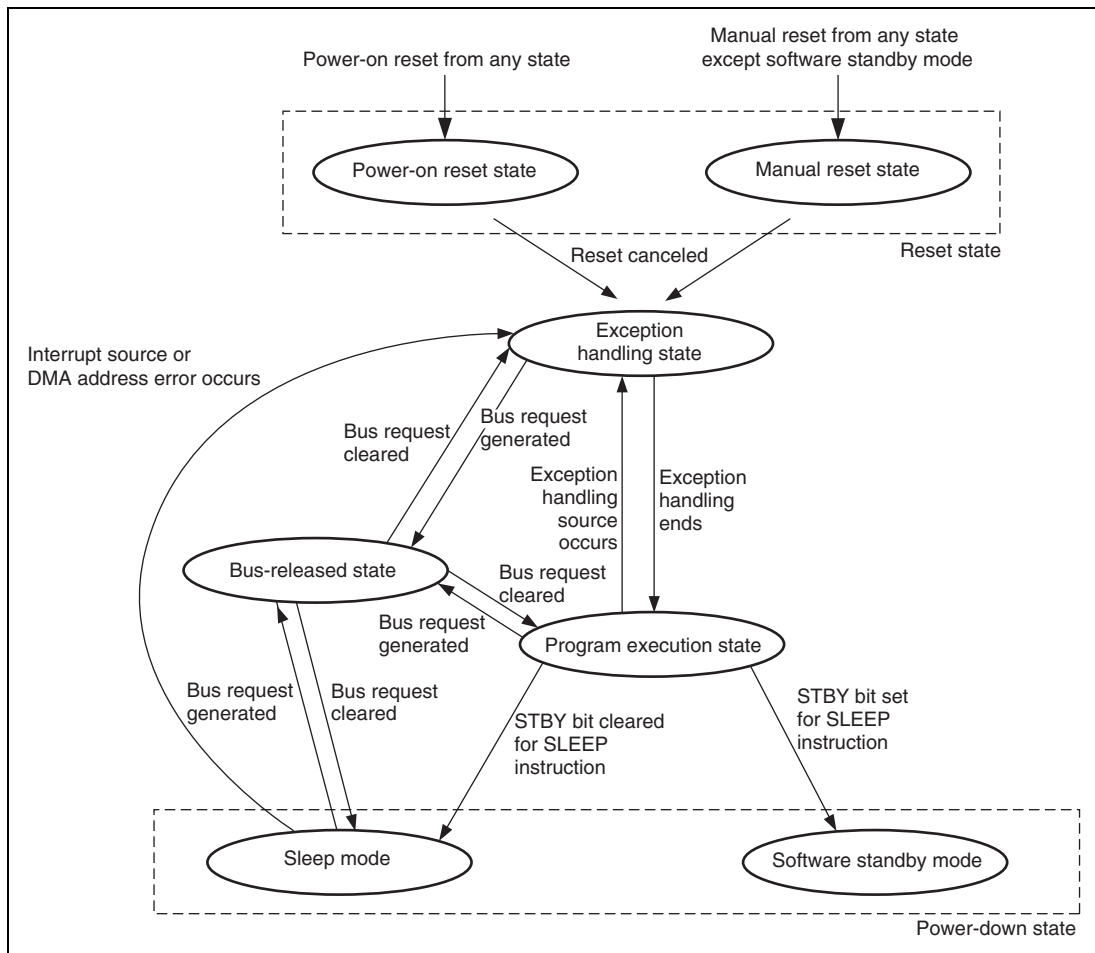 Power-on reset from any state
Manual reset from any state
except software standby mode
Power-on reset state
Manual reset state
Reset state
Reset canceled
Exception
handling state
Interrupt source or
DMA address error occurs
Bus request
cleared
Bus request
generated
Exception
handling
source
occurs
Exception
handling
ends
Bus-released state
Bus request
cleared
Bus request
generated
Program execution state
Bus request
generated
Bus request
cleared
STBY bit cleared
for SLEEP
instruction
STBY bit set
for SLEEP
instruction
Sleep mode
Software standby mode
Power-down state